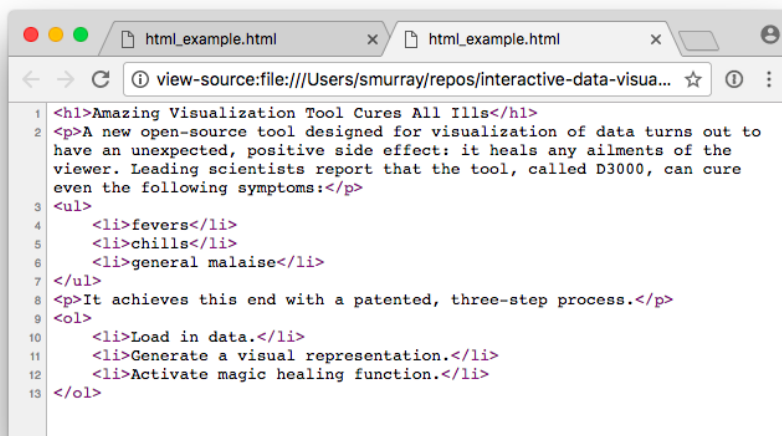 html_example.html
html_example.html
view-source:file:///Users/smurray/repos/interactive-data-visua...
1 <h1>Amazing Visualization Tool Cures All Ills</h1>
2 <p>A new open-source tool designed for visualization of data turns out to
have an unexpected, positive side effect: it heals any ailments of the
viewer. Leading scientists report that the tool, called D3000, can cure
even the following symptoms:</p>
3 <ul>
4 <li>fevers</li>
5 <li>chills</li>
6 <li>general malaise</li>
7 </ul>
8 <p>It achieves this end with a patented, three-step process.</p>
9 <ol>
10 <li>Load in data.</li>
11 <li>Generate a visual representation.</li>
12 <li>Activate magic healing function.</li>
13 </ol>